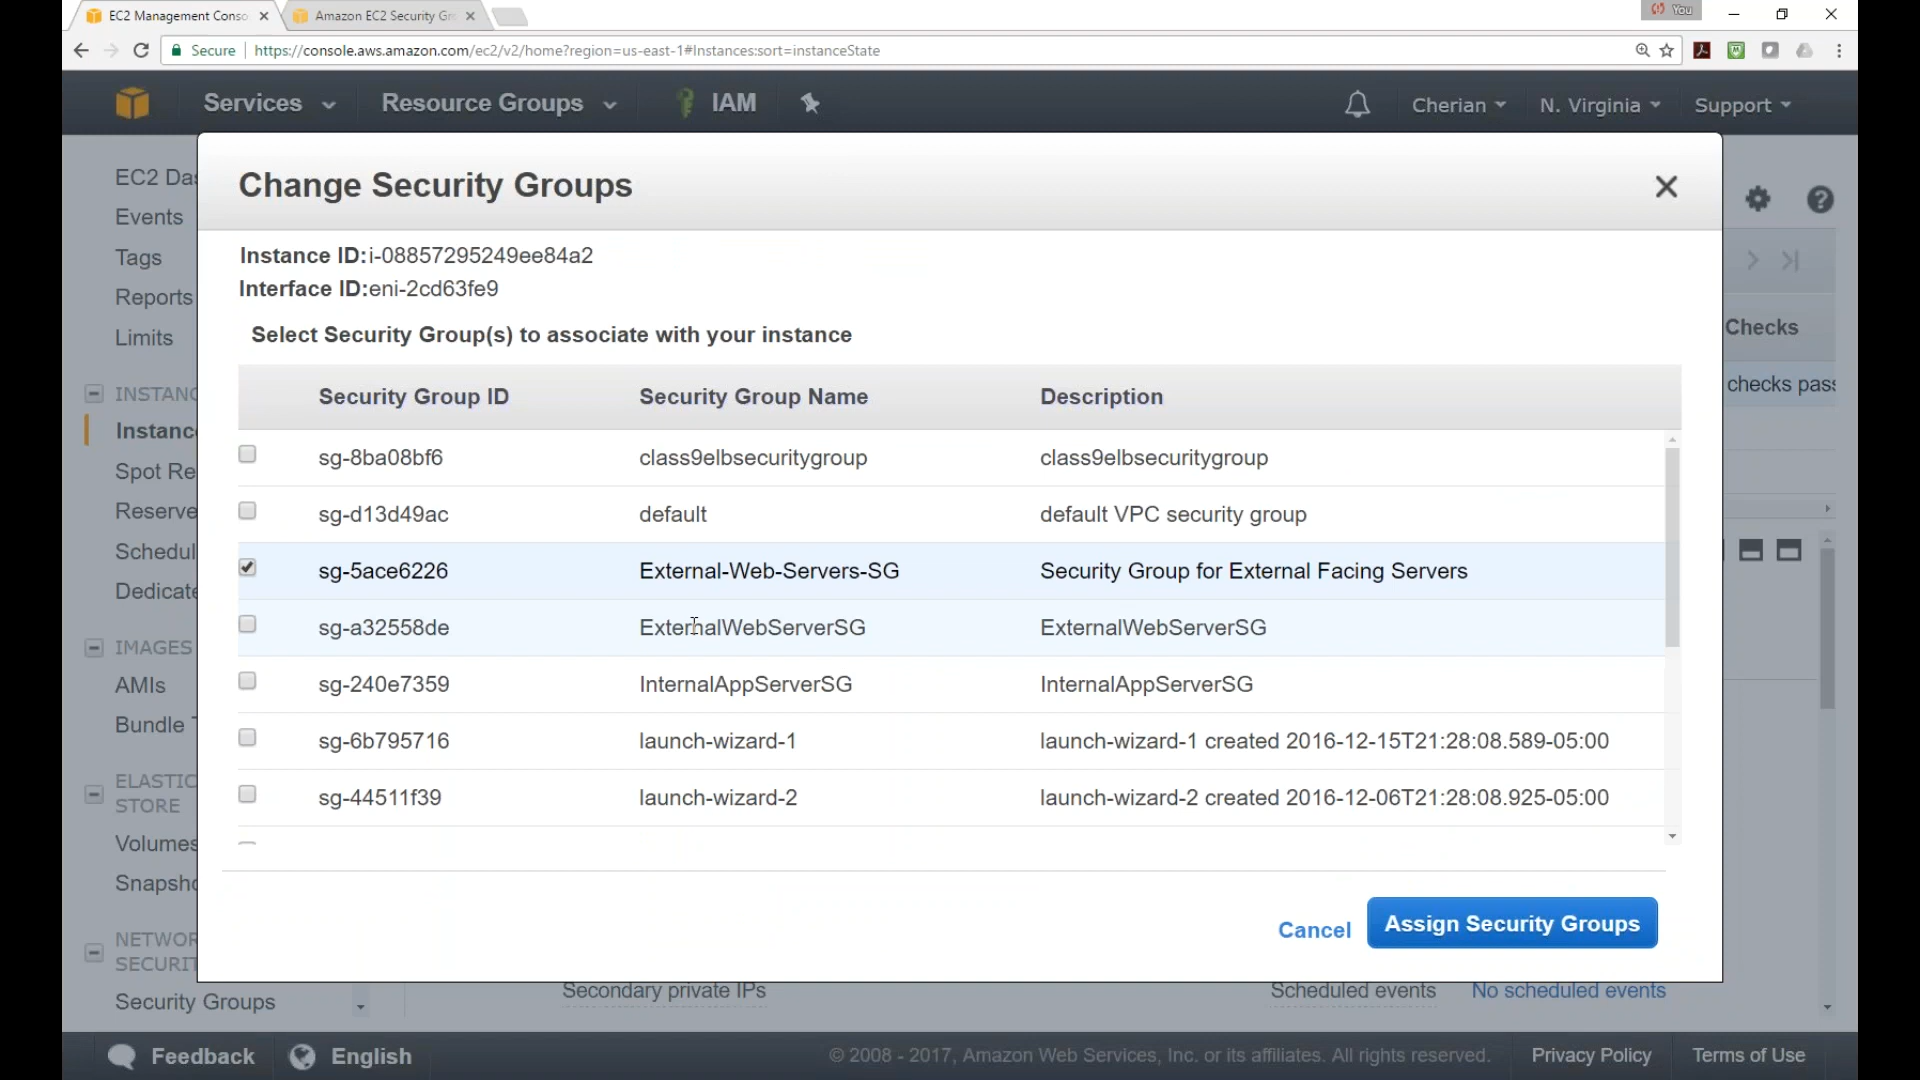 EC2 Management Conso
Amazon EC2 Security Gr
You
Secure
https://console.aws.amazon.com/ec2/v2/home?region=us-east-1#Instances:sort=instanceState
Services
Resource Groups
IAM
Cherian
N. Virginia
Support
EC2 Das
Events
Tags
Reports
Limits
INSTANC
Instanc
Spot Re
Reserve
Schedul
Dedicate
IMAGES
AMIs
Bundle T
ELASTIC
STORE
Volumes
Snapsho
NETWOR
SECURIT
Security Groups
Change Security Groups
Instance ID:i-08857295249ee84a2
Interface ID:eni-2cd63fe9
Select Security Group(s) to associate with your instance
Security Group ID Security Group Name Description
sg-8ba08bf6 class9elbsecuritygroup class9elbsecuritygroup
sg-d13d49ac default default VPC security group
sg-5ace6226 External-Web-Servers-SG Security Group for External Facing Servers
sg-a32558de ExternalWebServerSG ExternalWebServerSG
sg-240e7359 InternalAppServerSG InternalAppServerSG
sg-6b795716 launch-wizard-1 launch-wizard-1 created 2016-12-15T21:28:08.589-05:00
sg-44511f39 launch-wizard-2 launch-wizard-2 created 2016-12-06T21:28:08.925-05:00
Cancel
Assign Security Groups
Checks
checks pass
Secondary private IPs
Scheduled events
No scheduled events
Feedback
English
© 2008 - 2017, Amazon Web Services, Inc. or its affiliates. All rights reserved.
Privacy Policy
Terms of Use